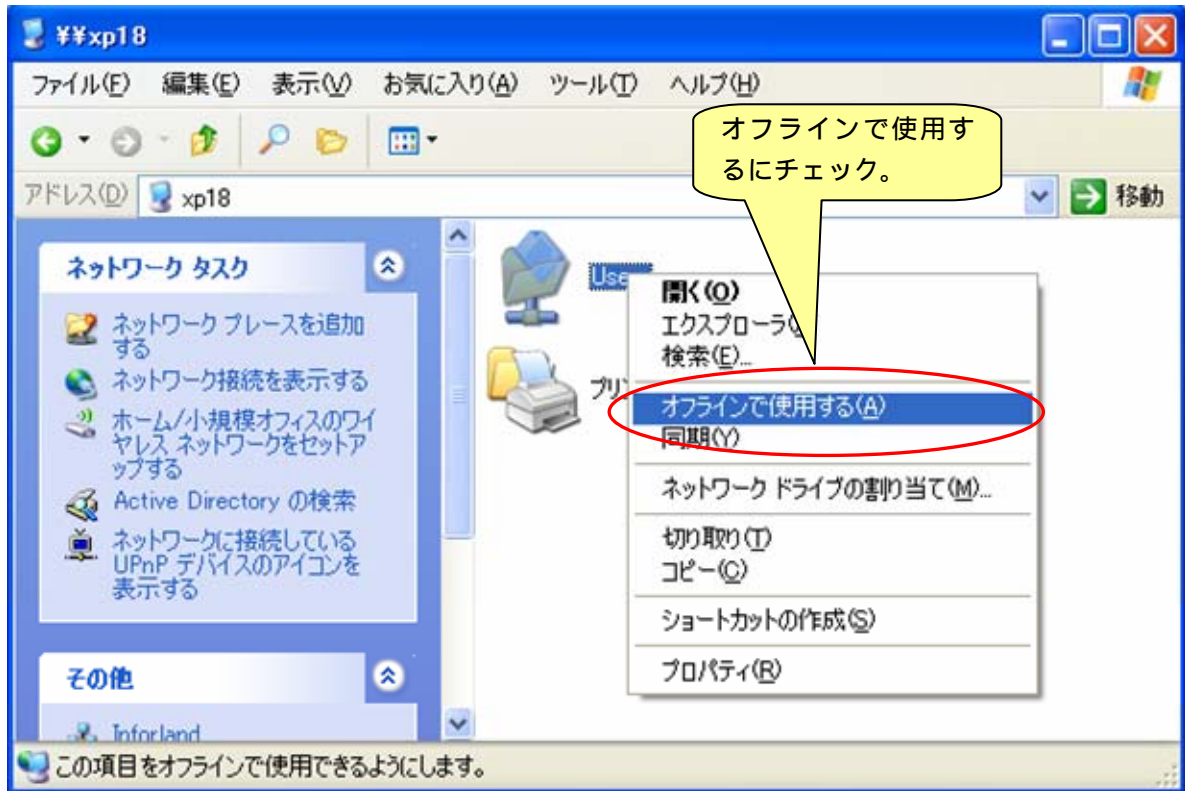 ¥¥xp18
ファイル(F) 編集(E) 表示(V) お気に入り(A) ツール(T) ヘルプ(H)
オフラインで使用す
るにチェック。
アドレス(D) xp18 移動
ネットワーク タスク
ネットワーク プレースを追加
する
ネットワーク接続を表示する
ホーム/小規模オフィスのワイ
ヤレス ネットワークをセットア
ップする
Active Directory の検索
ネットワークに接続している
UPnP デバイスのアイコンを
表示する
その他
Inforland
開く(O)
エクスプローラ
検索(E)...
オフラインで使用する(A)
同期(Y)
ネットワーク ドライブの割り当て(M)...
切り取り(T)
コピー(C)
ショートカットの作成(S)
プロパティ(R)
この項目をオフラインで使用できるようにします。